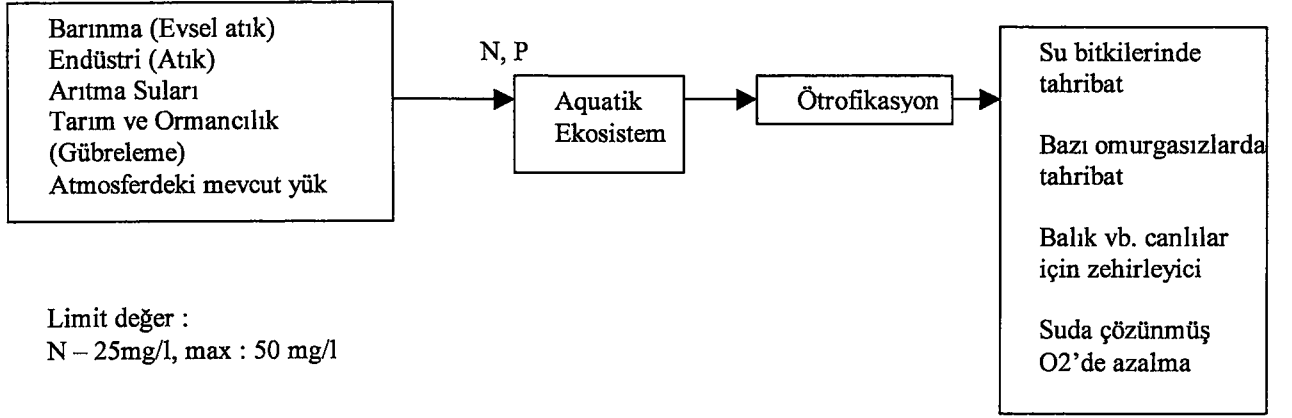 Barınma (Evsel atık)
Endüstri (Atık)
Arıtma Suları
Tarım ve Ormancılık
(Gübreleme)
Atmosferdeki mevcut yük
N, P
Aquatik
Ekosistem
Ötrofikasyon
Su bitkilerinde
tahribat
Bazı omurgasızlarda
tahribat
Balık vb. canlılar
için zehirleyici
Suda çözünmüş
O2’de azalma
Limit değer :
N – 25mg/l, max : 50 mg/l